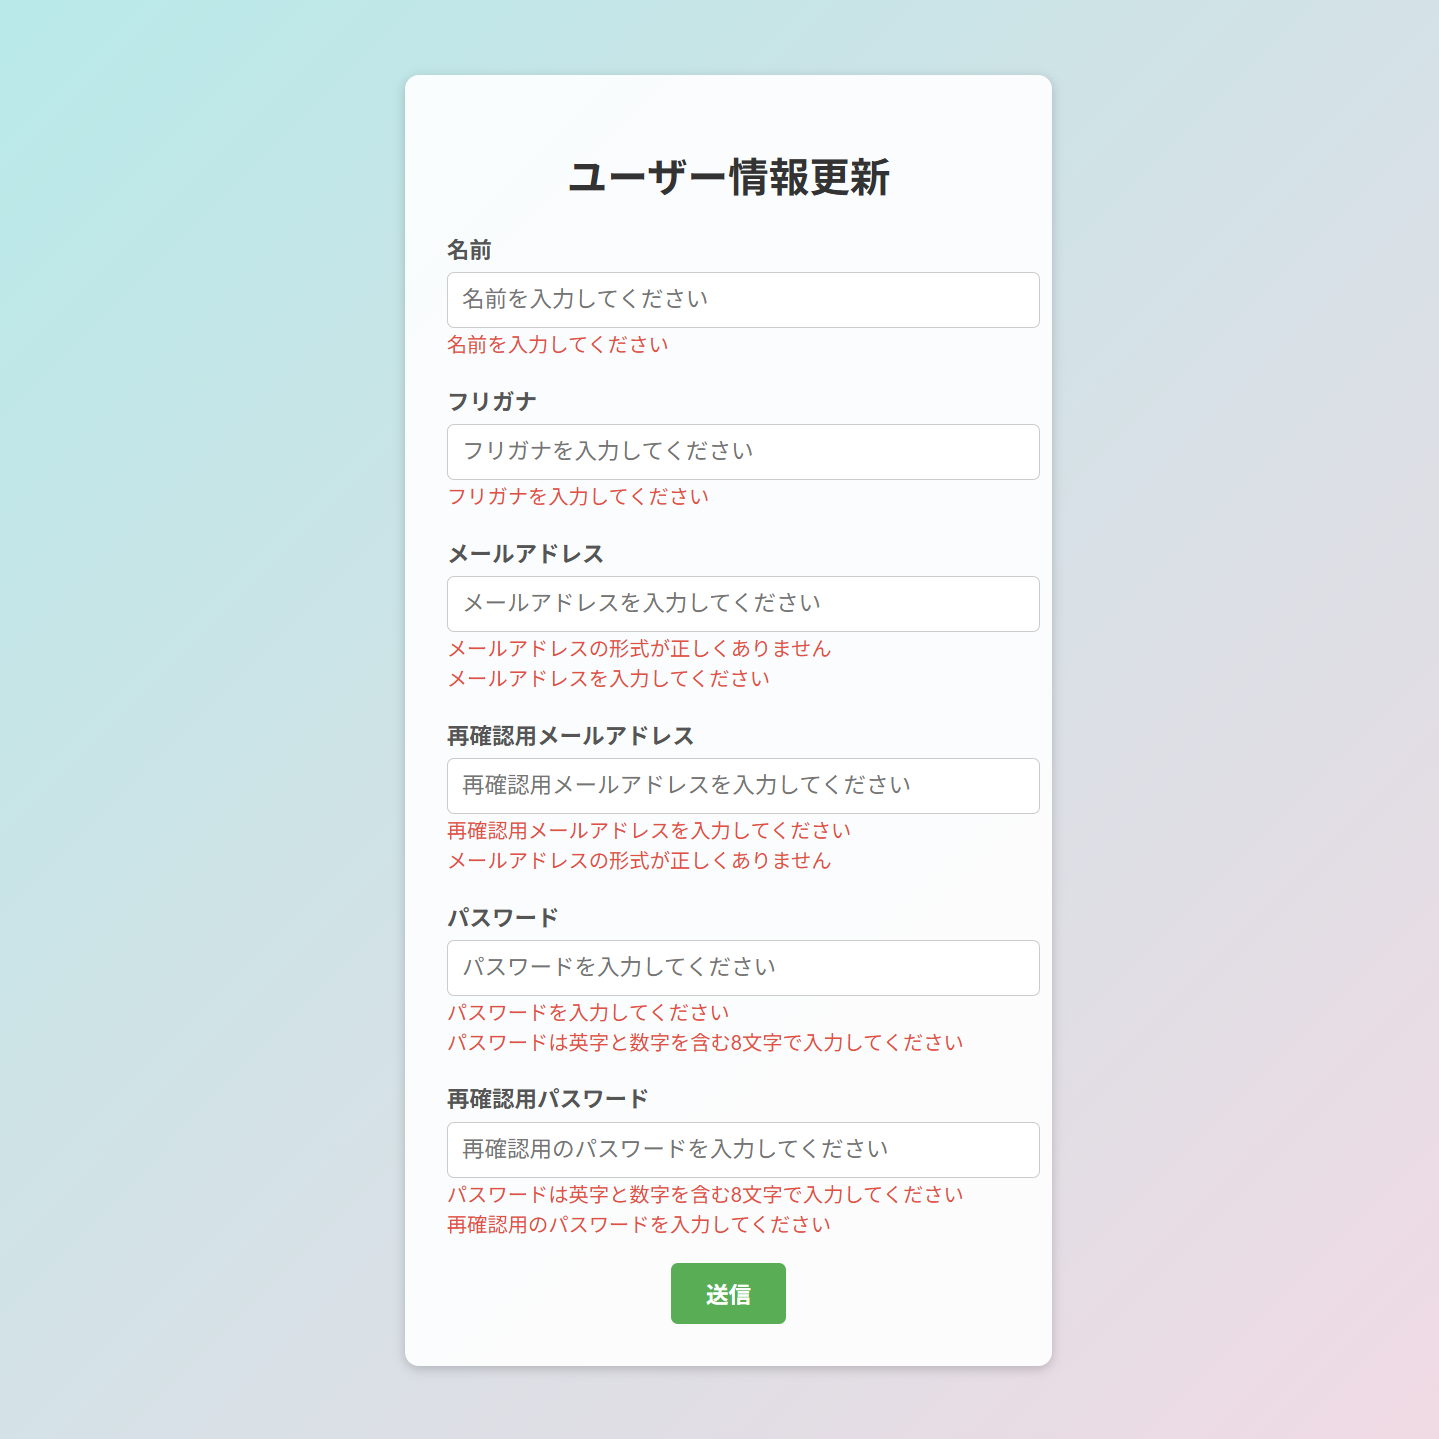 ユーザー情報更新
名前
名前を入力してください
名前を入力してください
フリガナ
フリガナを入力してください
フリガナを入力してください
メールアドレス
メールアドレスを入力してください
メールアドレスの形式が正しくありません
メールアドレスを入力してください
再確認用メールアドレス
再確認用メールアドレスを入力してください
再確認用メールアドレスを入力してください
メールアドレスの形式が正しくありません
パスワード
パスワードを入力してください
パスワードを入力してください
パスワードは英字と数字を含む8文字で入力してください
再確認用パスワード
再確認用のパスワードを入力してください
パスワードは英字と数字を含む8文字で入力してください
再確認用のパスワードを入力してください
送信